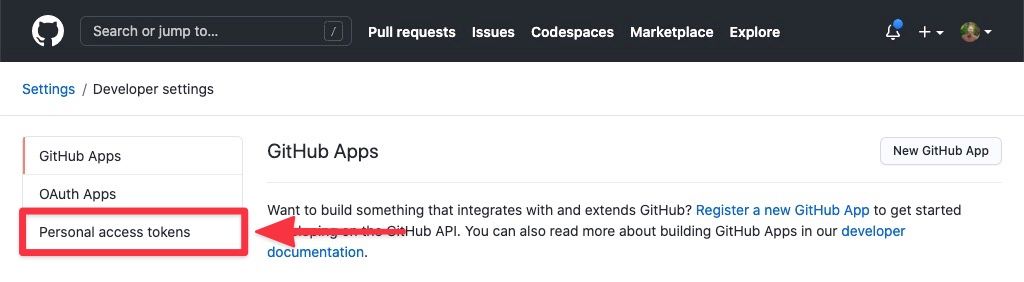 Search or jump to... /
Pull requests Issues Codespaces Marketplace Explore
Settings / Developer settings
GitHub Apps
OAuth Apps
Personal access tokens
GitHub Apps
New GitHub App
Want to build something that integrates with and extends GitHub? Register a new GitHub App to get started
on the GitHub API. You can also read more about building GitHub Apps in our developer
documentation.